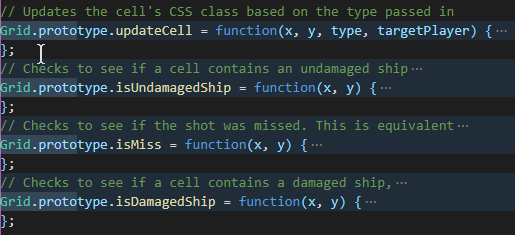 // Updates the cell's CSS class based on the type passed in
Grid.prototype.updateCell = function(x, y, type, targetPlayer) {···
};
// Checks to see if a cell contains an undamaged ship···
Grid.prototype.isUndamagedShip = function(x, y) {···
};
// Checks to see if the shot was missed. This is equivalent···
Grid.prototype.isMiss = function(x, y) {···
};
// Checks to see if a cell contains a damaged ship,···
Grid.prototype.isDamagedShip = function(x, y) {···
};